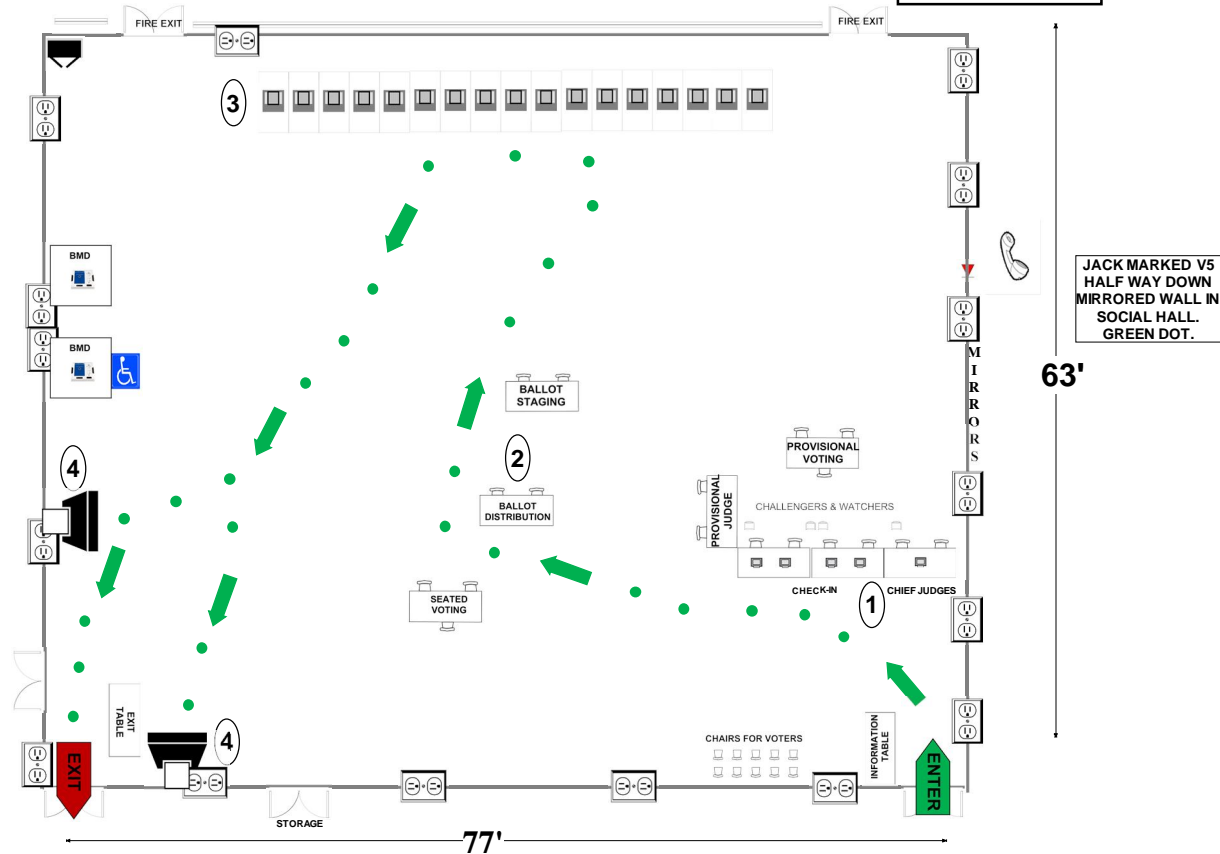 FIRE EXIT
FIRE EXIT
3
BMD
JACK MARKED V5
HALF WAY DOWN
MIRRORED WALL IN
SOCIAL HALL.
GREEN DOT.
BMD
MIRRORS
63'
BALLOT
STAGING
PROVISIONAL
VOTING
4
2
PROVISIONAL
JUDGE
CHALLENGERS & WATCHERS
BALLOT
DISTRIBUTION
CHECK-IN
1
CHIEF JUDGES
SEATED
VOTING
EXIT
TABLE
4
CHAIRS FOR VOTERS
INFORMATION
TABLE
EXIT
ENTER
STORAGE
77'